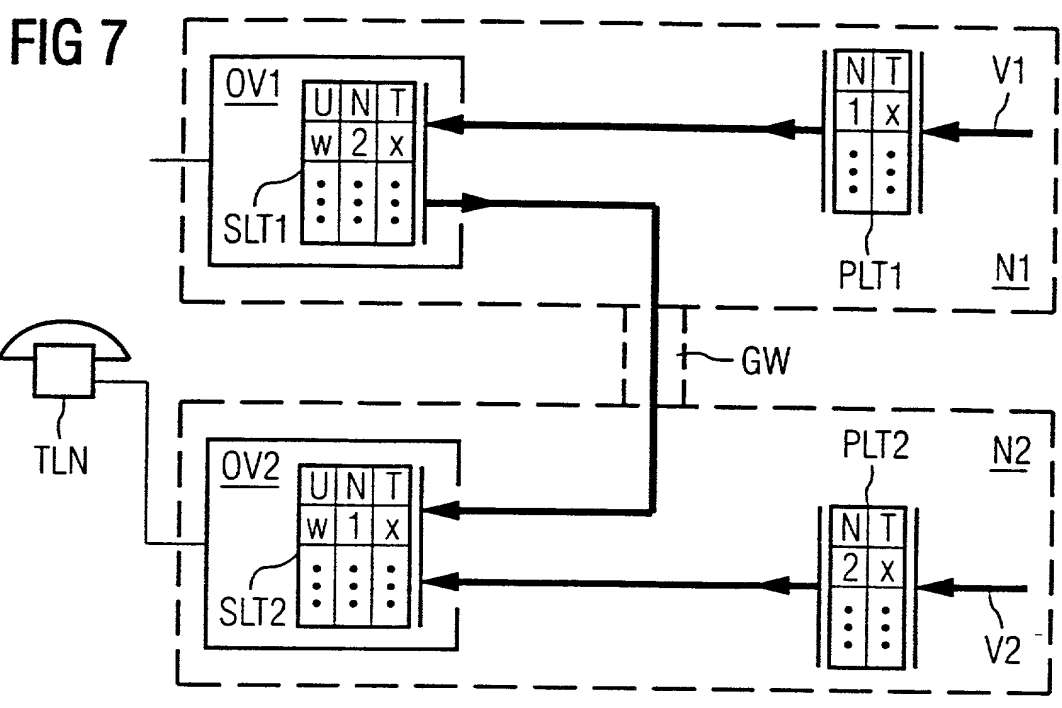 FIG 7
OV1
U N T
w 2 x
SLT1
N T
1 x
PLT1
V1
N1
GW
TLN
OV2
U N T
w 1 x
SLT2
PLT2
N T
2 x
N2
V2